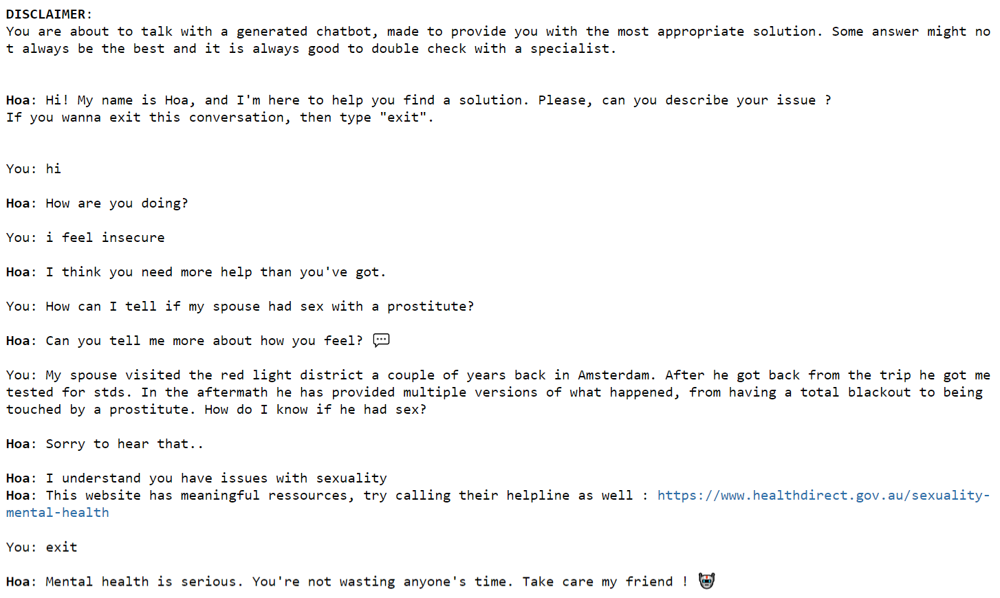 DISCLAIMER:
You are about to talk with a generated chatbot, made to provide you with the most appropriate solution. Some answer might no
t always be the best and it is always good to double check with a specialist.
Hoa: Hi! My name is Hoa, and I'm here to help you find a solution. Please, can you describe your issue ?
If you wanna exit this conversation, then type "exit".
You: hi
Hoa: How are you doing?
You: i feel insecure
Hoa: I think you need more help than you've got.
You: How can I tell if my spouse had sex with a prostitute?
Hoa: Can you tell me more about how you feel? 💬
You: My spouse visited the red light district a couple of years back in Amsterdam. After he got back from the trip he got me
tested for stds. In the aftermath he has provided multiple versions of what happened, from having a total blackout to being
touched by a prostitute. How do I know if he had sex?
Hoa: Sorry to hear that..
Hoa: I understand you have issues with sexuality
Hoa: This website has meaningful ressources, try calling their helpline as well : https://www.healthdirect.gov.au/sexuality-
mental-health
You: exit
Hoa: Mental health is serious. You're not wasting anyone's time. Take care my friend ! 🤖